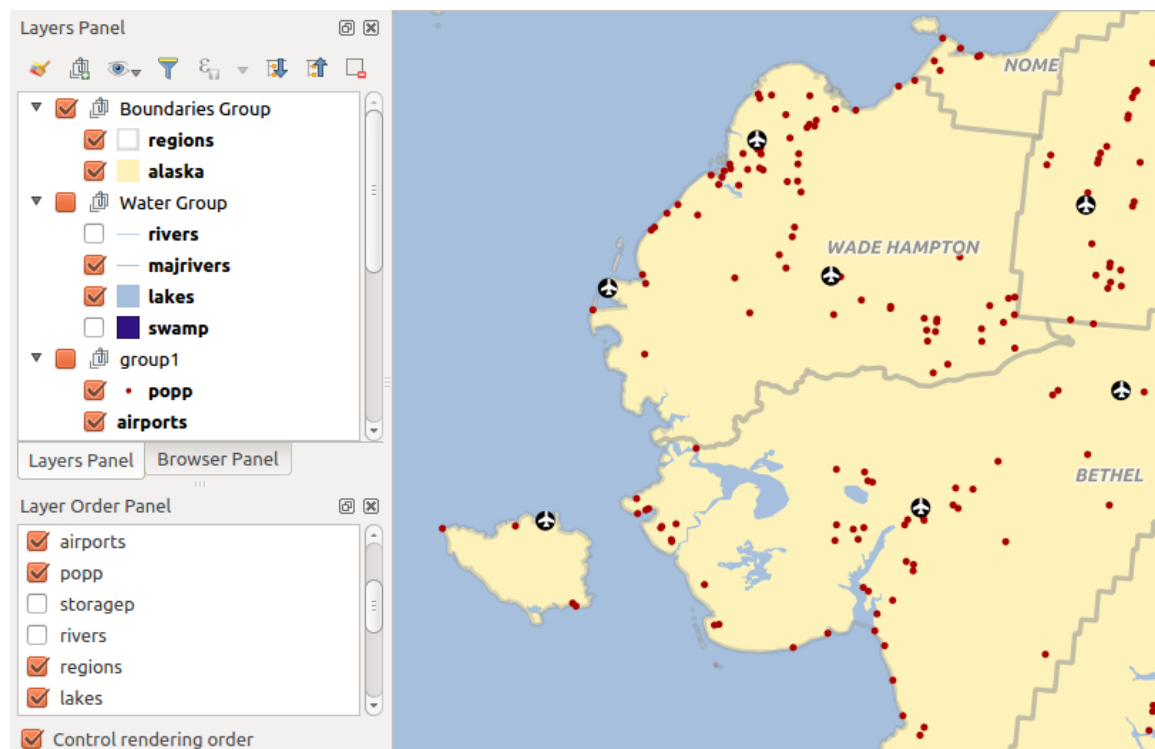 Layers Panel
Boundaries Group
regions
alaska
Water Group
rivers
majrivers
lakes
swamp
group1
popp
airports
Layers Panel
Browser Panel
Layer Order Panel
airports
popp
storagep
rivers
regions
lakes
Control rendering order
NOME
WADE HAMPTON
BETHEL